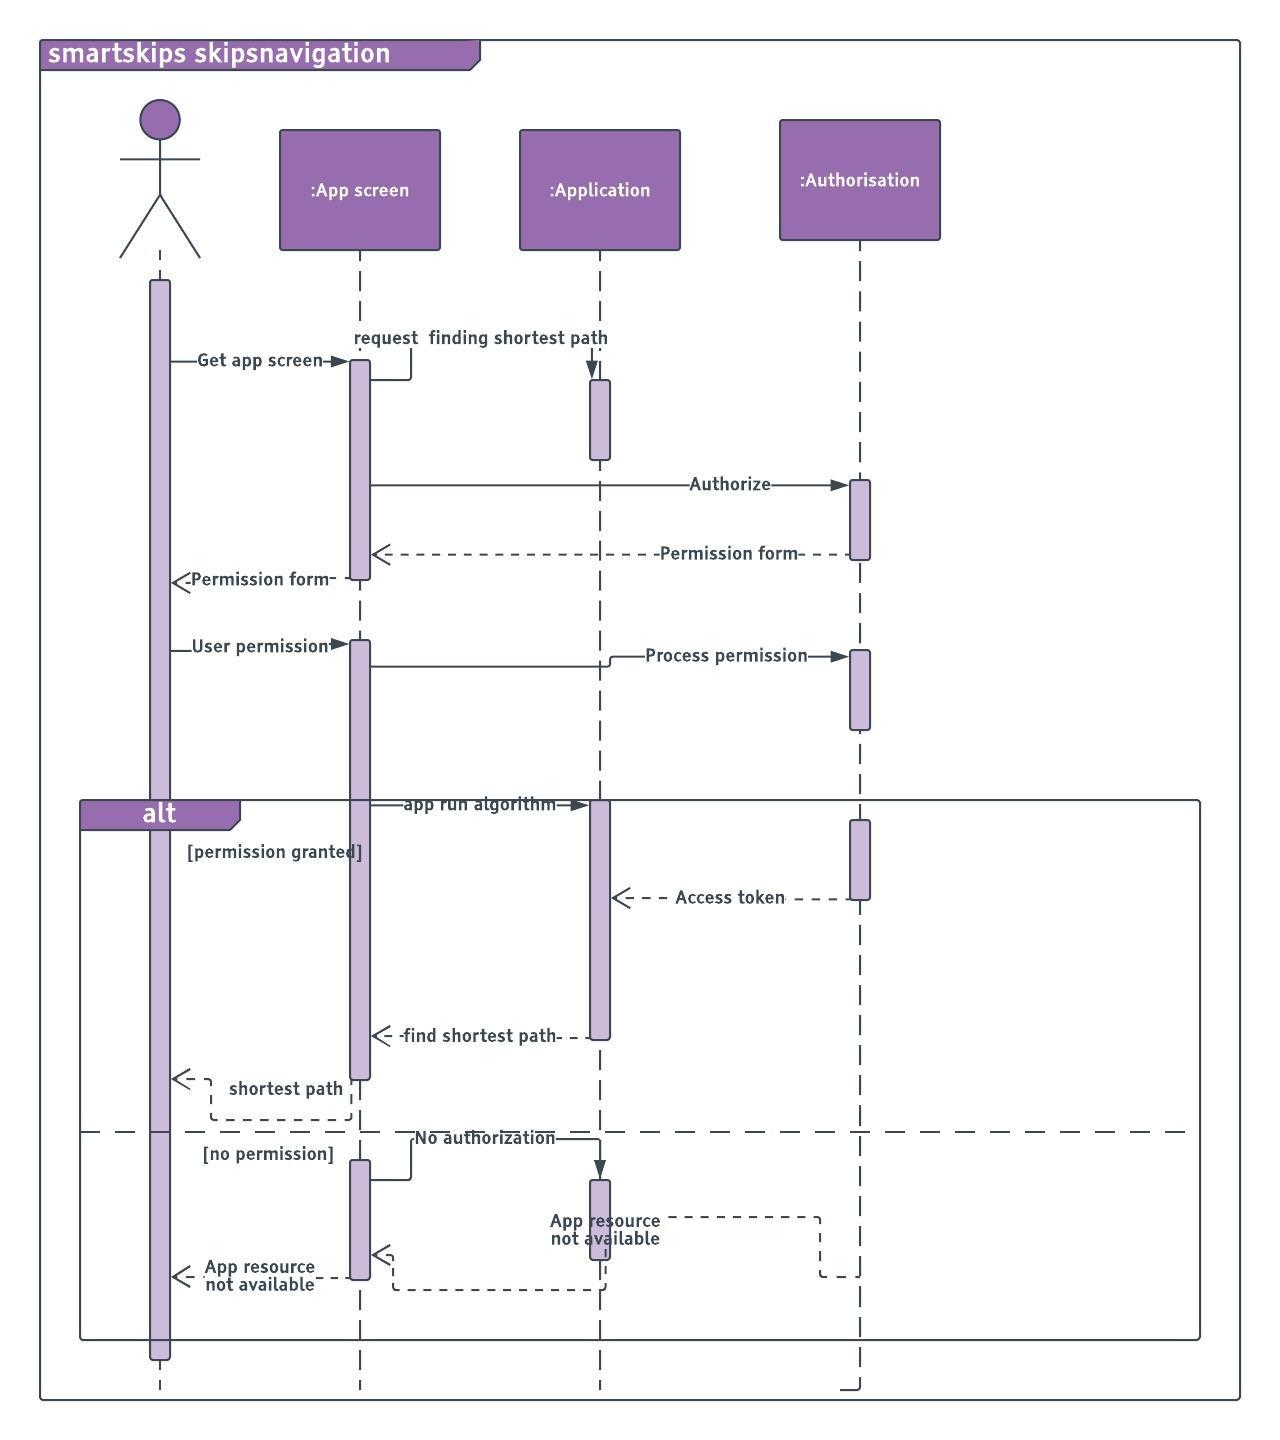 smartskips skipsnavigation
:App screen
:Application
:Authorisation
request  finding shortest path
Get app screen
Authorize
Permission form
Permission form
User permission
Process permission
app run algorithm
alt
[permission granted]
Access token
find shortest path
shortest path
No authorization
[no permission]
App resource
not available
App resource
not available